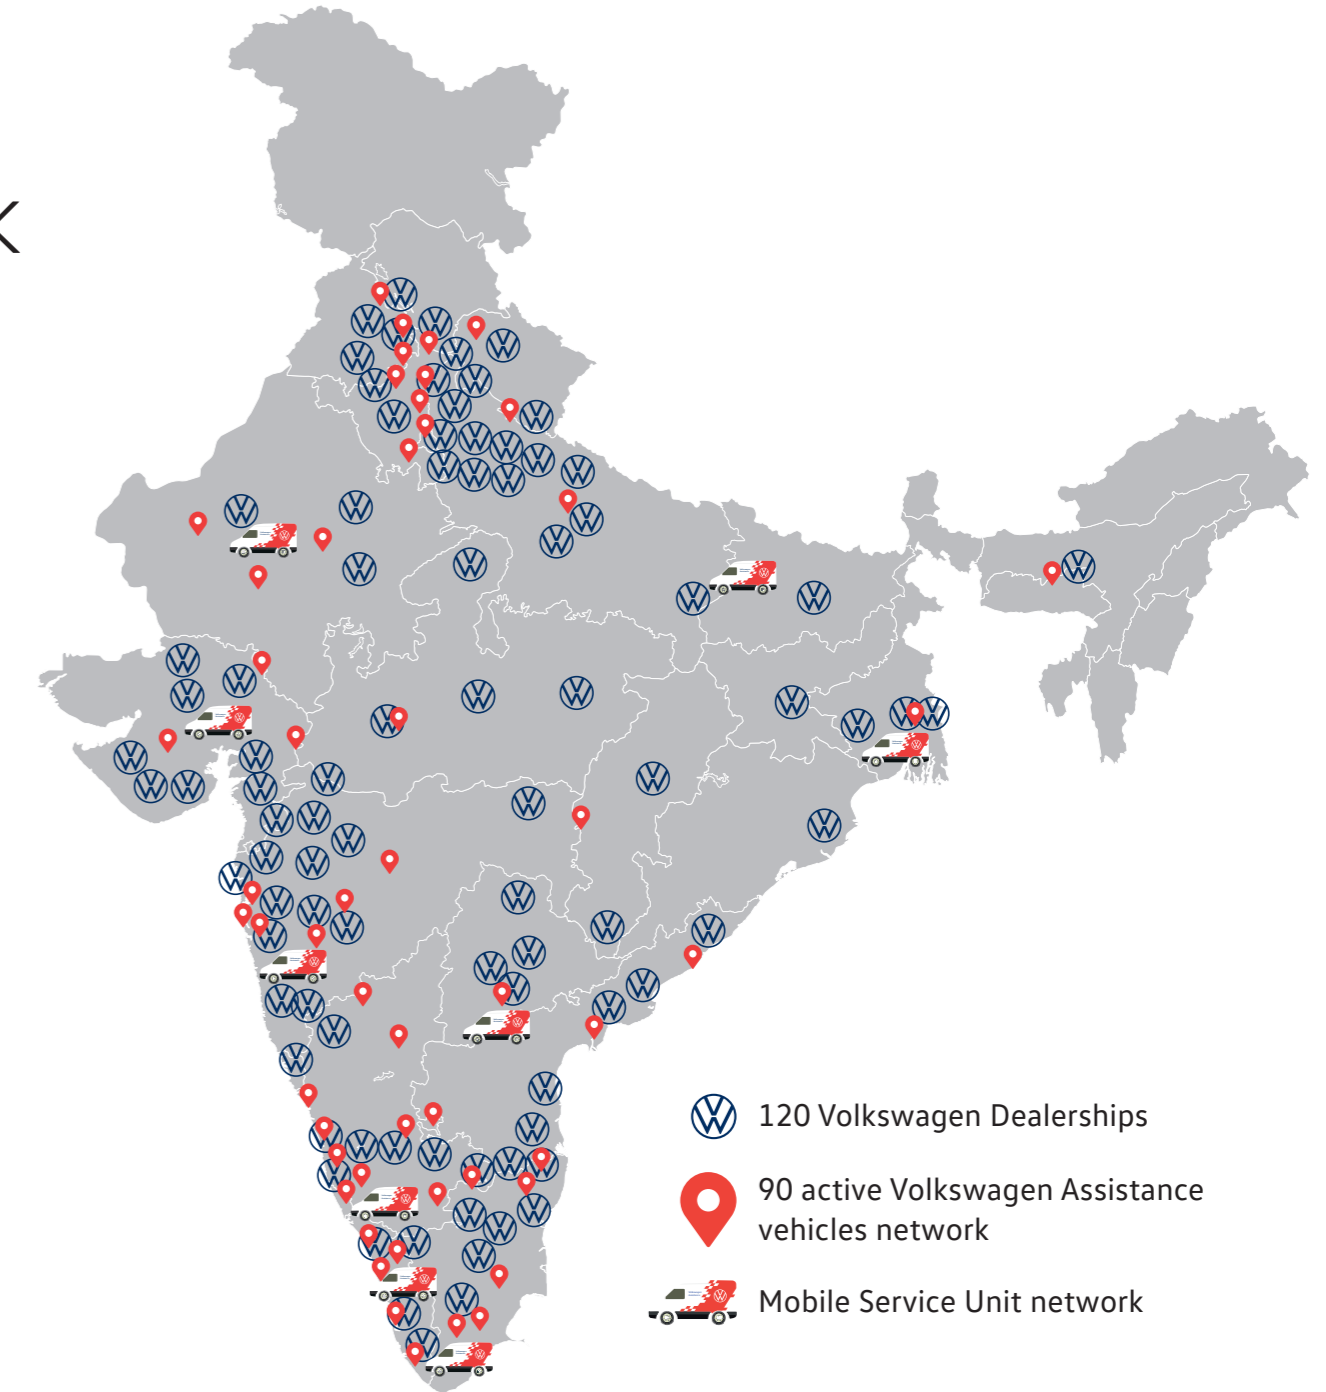 K
120 Volkswagen Dealerships
90 active Volkswagen Assistance
vehicles network
Mobile Service Unit network